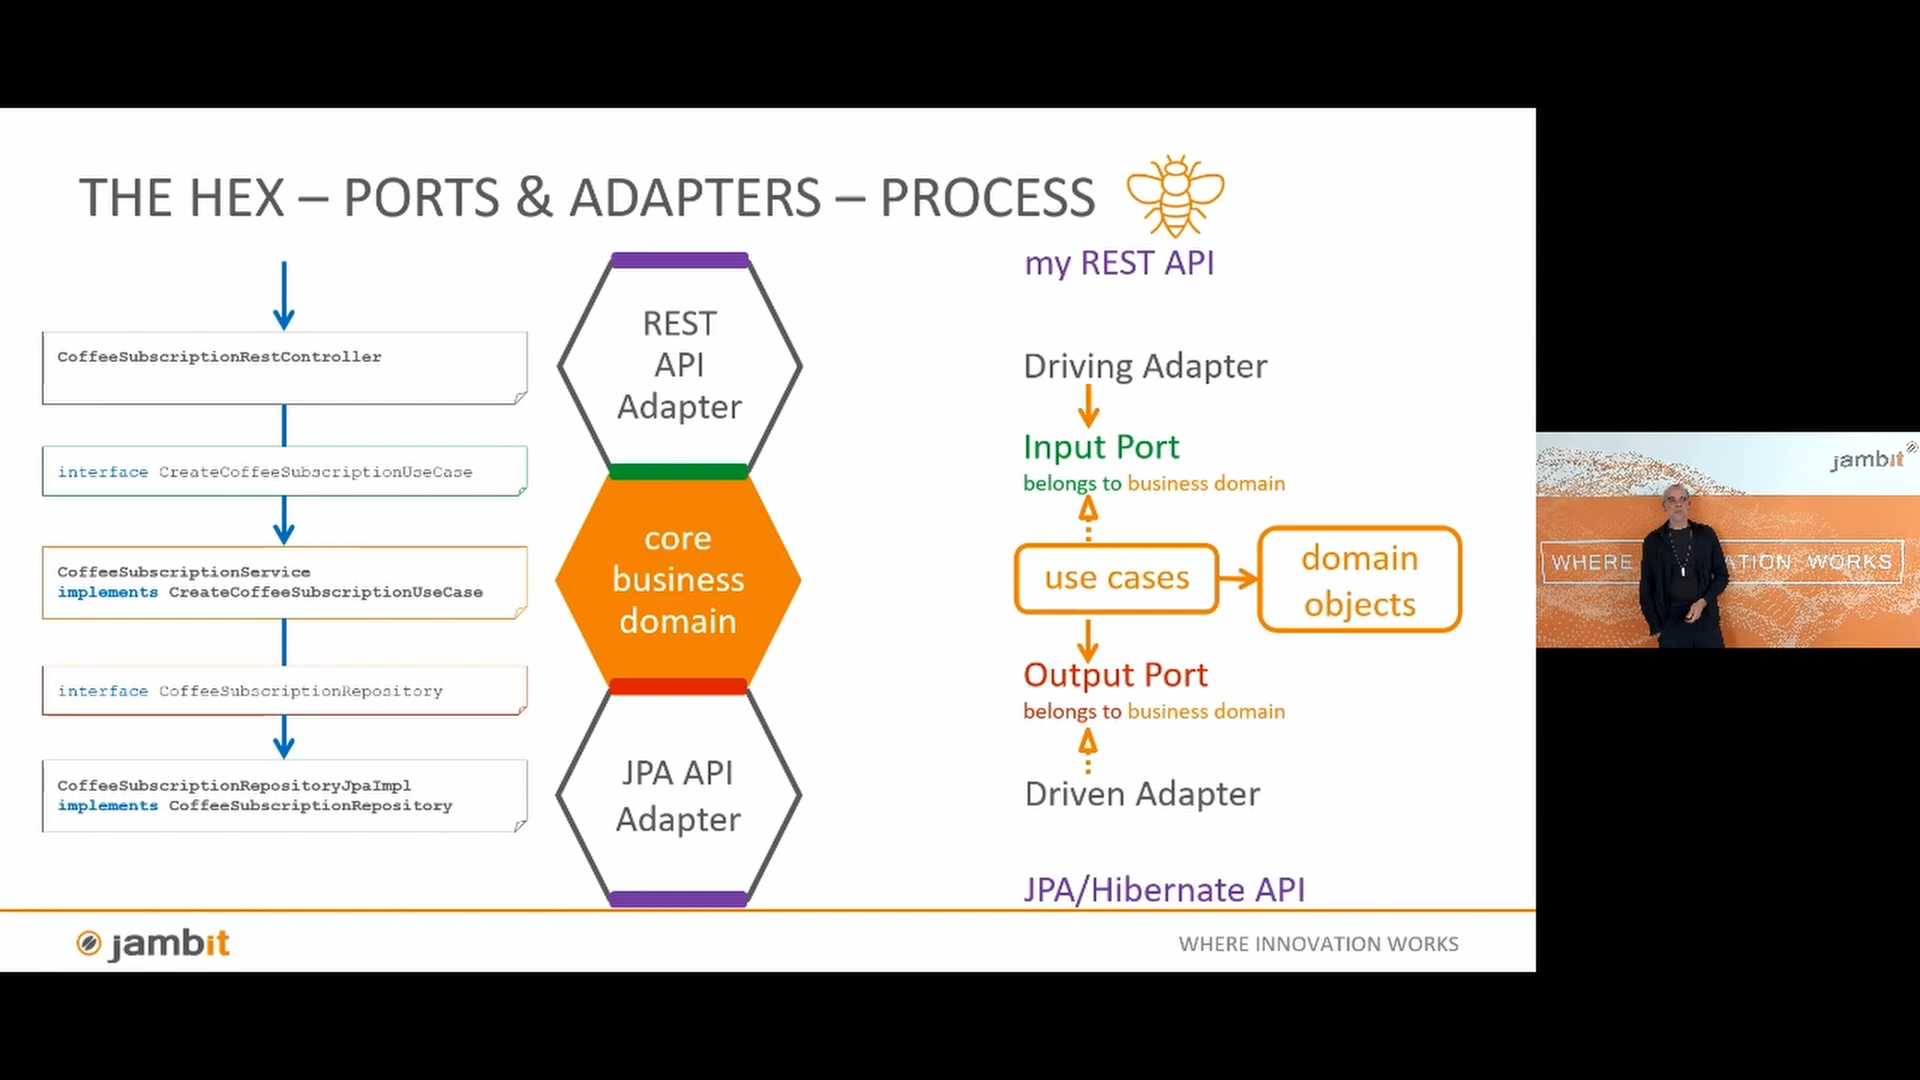 THE HEX – PORTS & ADAPTERS – PROCESS
CoffeeSubscriptionRestController
interface CreateCoffeeSubscriptionUseCase
CoffeeSubscriptionService
implements CreateCoffeeSubscriptionUseCase
interface CoffeeSubscriptionRepository
CoffeeSubscriptionRepositoryJpaImpl
implements CoffeeSubscriptionRepository
REST
API
Adapter
core
business
domain
JPA API
Adapter
my REST API
Driving Adapter
Input Port
belongs to business domain
use cases
domain
objects
Output Port
belongs to business domain
Driven Adapter
JPA/Hibernate API
jambit
WHERE INNOVATION WORKS
jambit
WHERE ATION WORKS